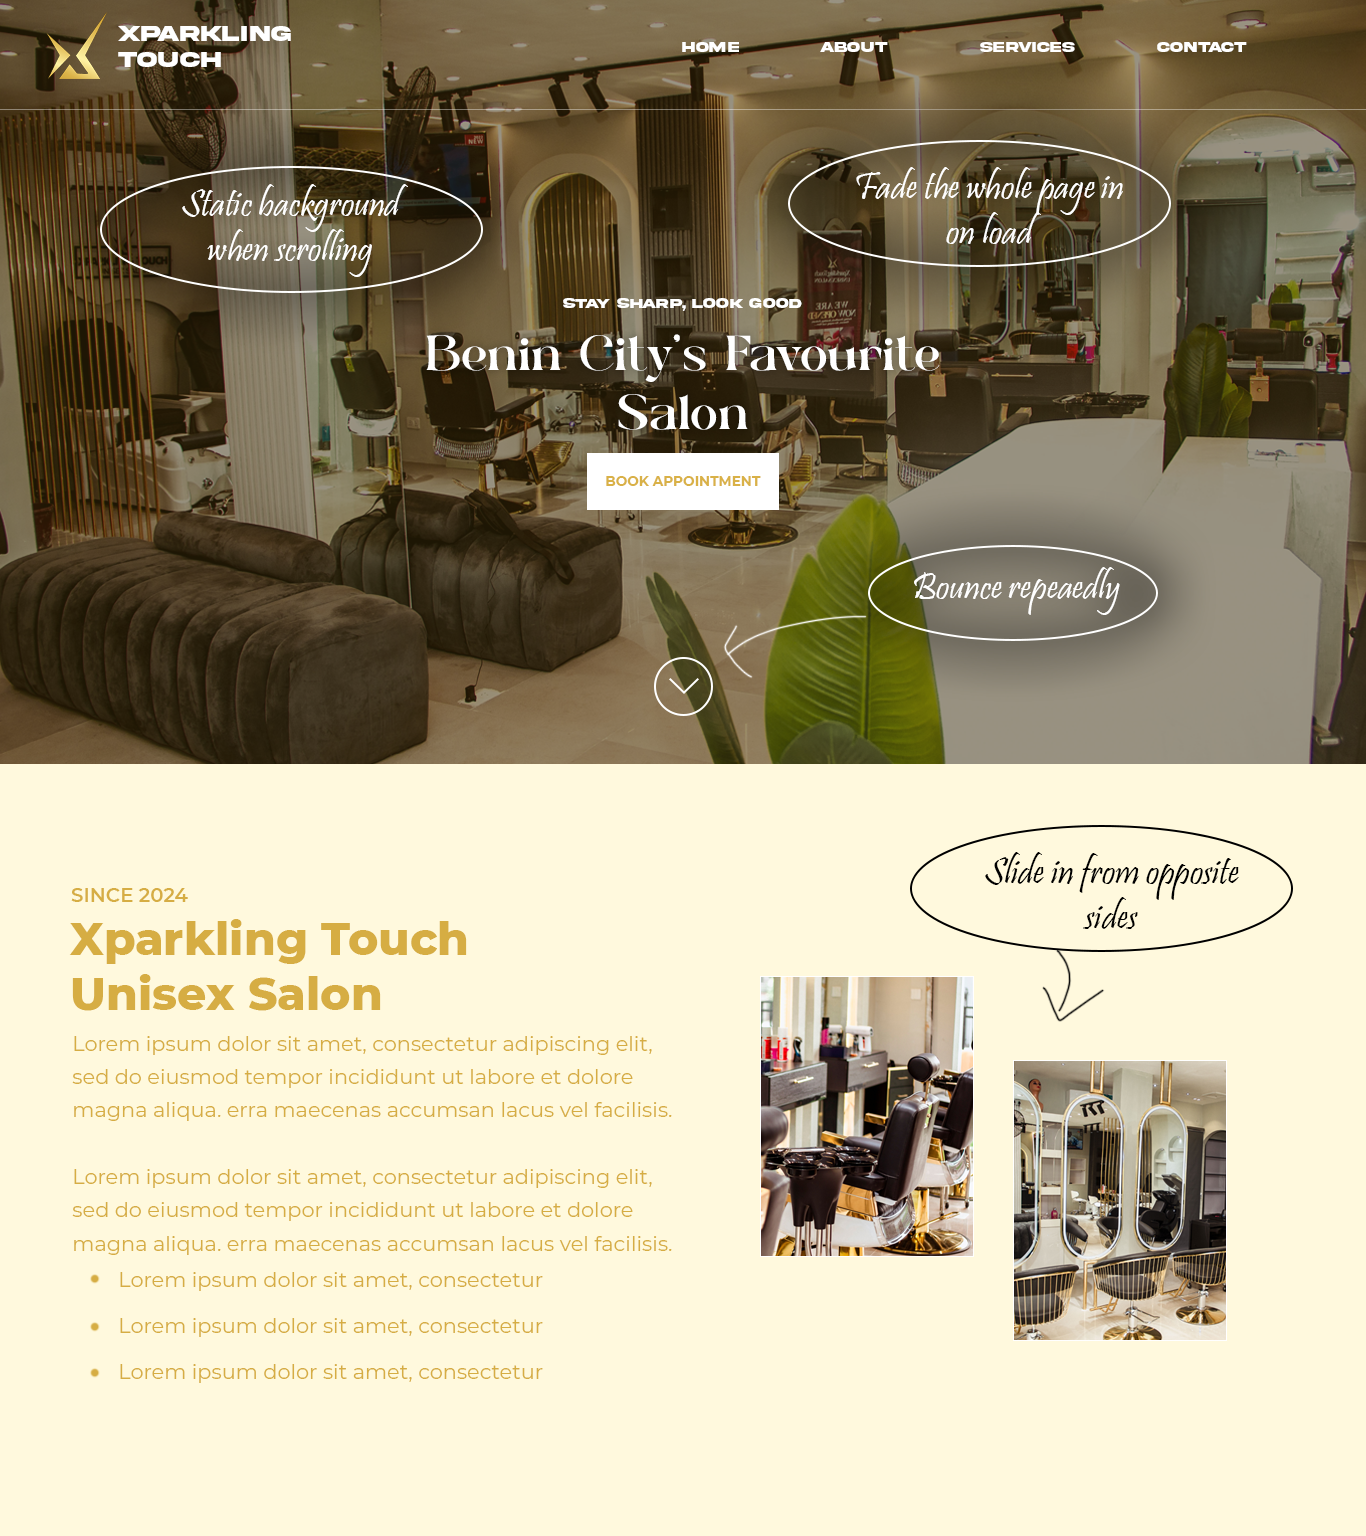 XPARKLING
TOUCH
HOME ABOUT SERVICES CONTACT
Static background
when scrolling
Fade the whole page in
on load
STAY SHARP, LOOK GOOD
Benin City's Favourite
Salon
BOOK APPOINTMENT
Bounce repeaedly
Slide in from opposite
sides
SINCE 2024
Xparkling Touch
Unisex Salon
Lorem ipsum dolor sit amet, consectetur adipiscing elit,
sed do eiusmod tempor incididunt ut labore et dolore
magna aliqua. erra maecenas accumsan lacus vel facilisis.
Lorem ipsum dolor sit amet, consectetur adipiscing elit,
sed do eiusmod tempor incididunt ut labore et dolore
magna aliqua. erra maecenas accumsan lacus vel facilisis.
Lorem ipsum dolor sit amet, consectetur
Lorem ipsum dolor sit amet, consectetur
Lorem ipsum dolor sit amet, consectetur